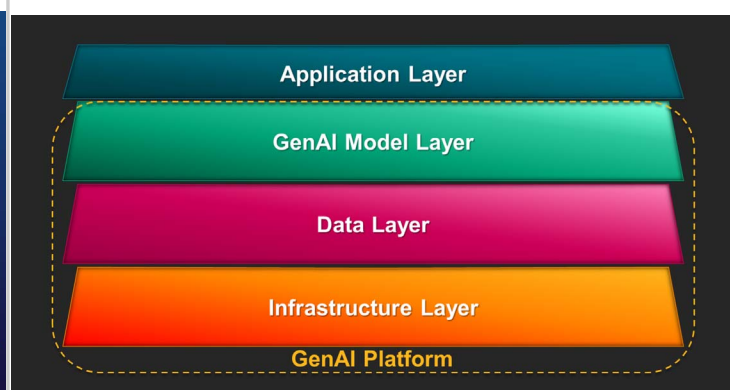 Application Layer
GenAI Model Layer
Data Layer
Infrastructure Layer
GenAI Platform